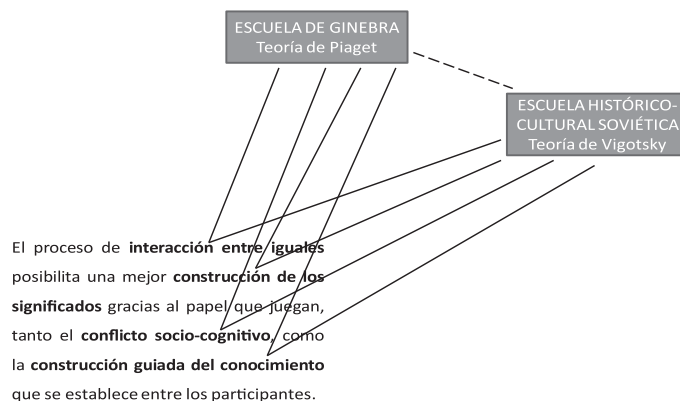 ESCUELA DE GINEBRA
Teoría de Piaget
ESCUELA HISTÓRICO-
CULTURAL SOVIÉTICA
Teoría de Vigotsky
El proceso de interacción entre iguales
posibilita una mejor construcción de los
significados gracias al papel que juegan,
tanto el conflicto socio-cognitivo, como
la construcción guiada del conocimiento
que se establece entre los participantes.